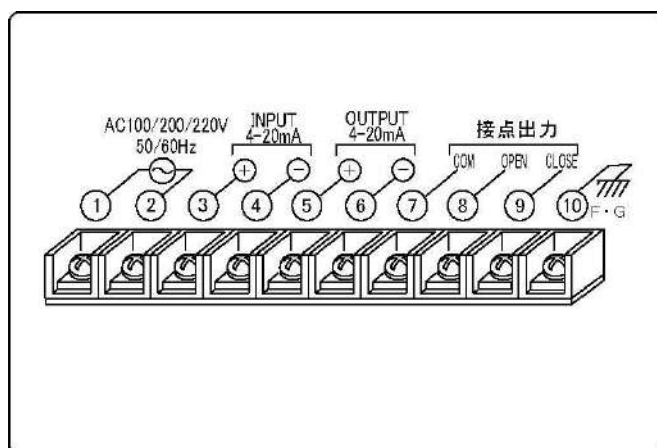 AC100/200/220V
50/60Hz
INPUT
4-20mA
OUTPUT
4-20mA
接点出力
COM OPEN CLOSE
+ - + -
1 2 3 4 5 6 7 8 9 10
F・G